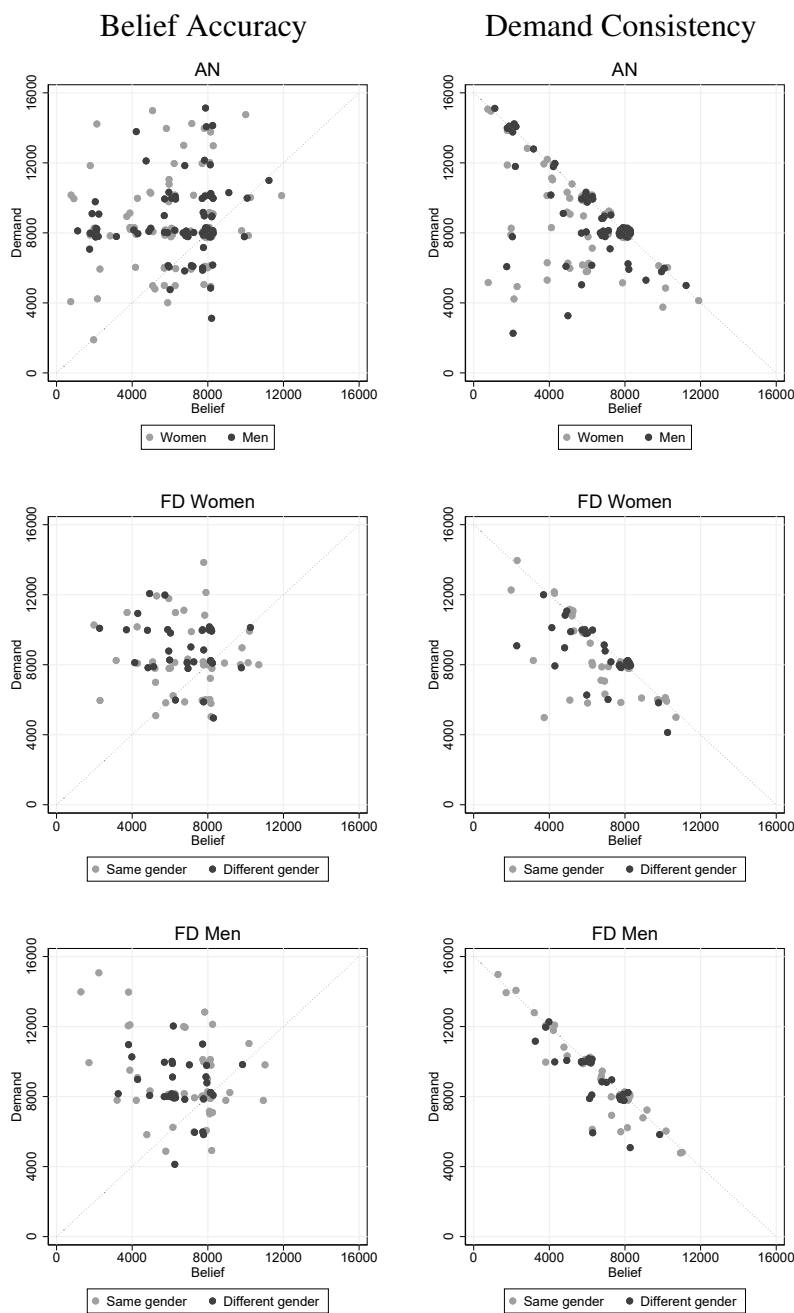 Belief Accuracy Demand Consistency
AN AN
16000 16000
12000 12000
8000 8000
4000 4000
0 0
Demand Demand
0 4000 8000 12000 16000 0 4000 8000 12000 16000
Belief Belief
Women Men Women Men
FD Women FD Women
16000 16000
12000 12000
8000 8000
4000 4000
0 0
Demand Demand
0 4000 8000 12000 16000 0 4000 8000 12000 16000
Belief Belief
Same gender Different gender Same gender Different gender
FD Men FD Men
16000 16000
12000 12000
8000 8000
4000 4000
0 0
Demand Demand
0 4000 8000 12000 16000 0 4000 8000 12000 16000
Belief Belief
Same gender Different gender Same gender Different gender